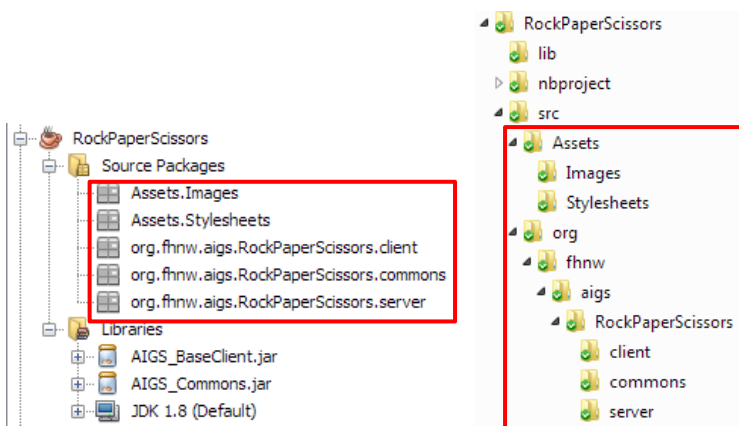 RockPaperScissors
Source Packages
Assets.Images
Assets.Stylesheets
org.fhnw.aigs.RockPaperScissors.client
org.fhnw.aigs.RockPaperScissors.commons
org.fhnw.aigs.RockPaperScissors.server
Libraries
AIGS_BaseClient.jar
AIGS_Commons.jar
JDK 1.8 (Default)
RockPaperScissors
lib
nbproject
src
Assets
Images
Stylesheets
org
fhnw
aigs
RockPaperScissors
client
commons
server